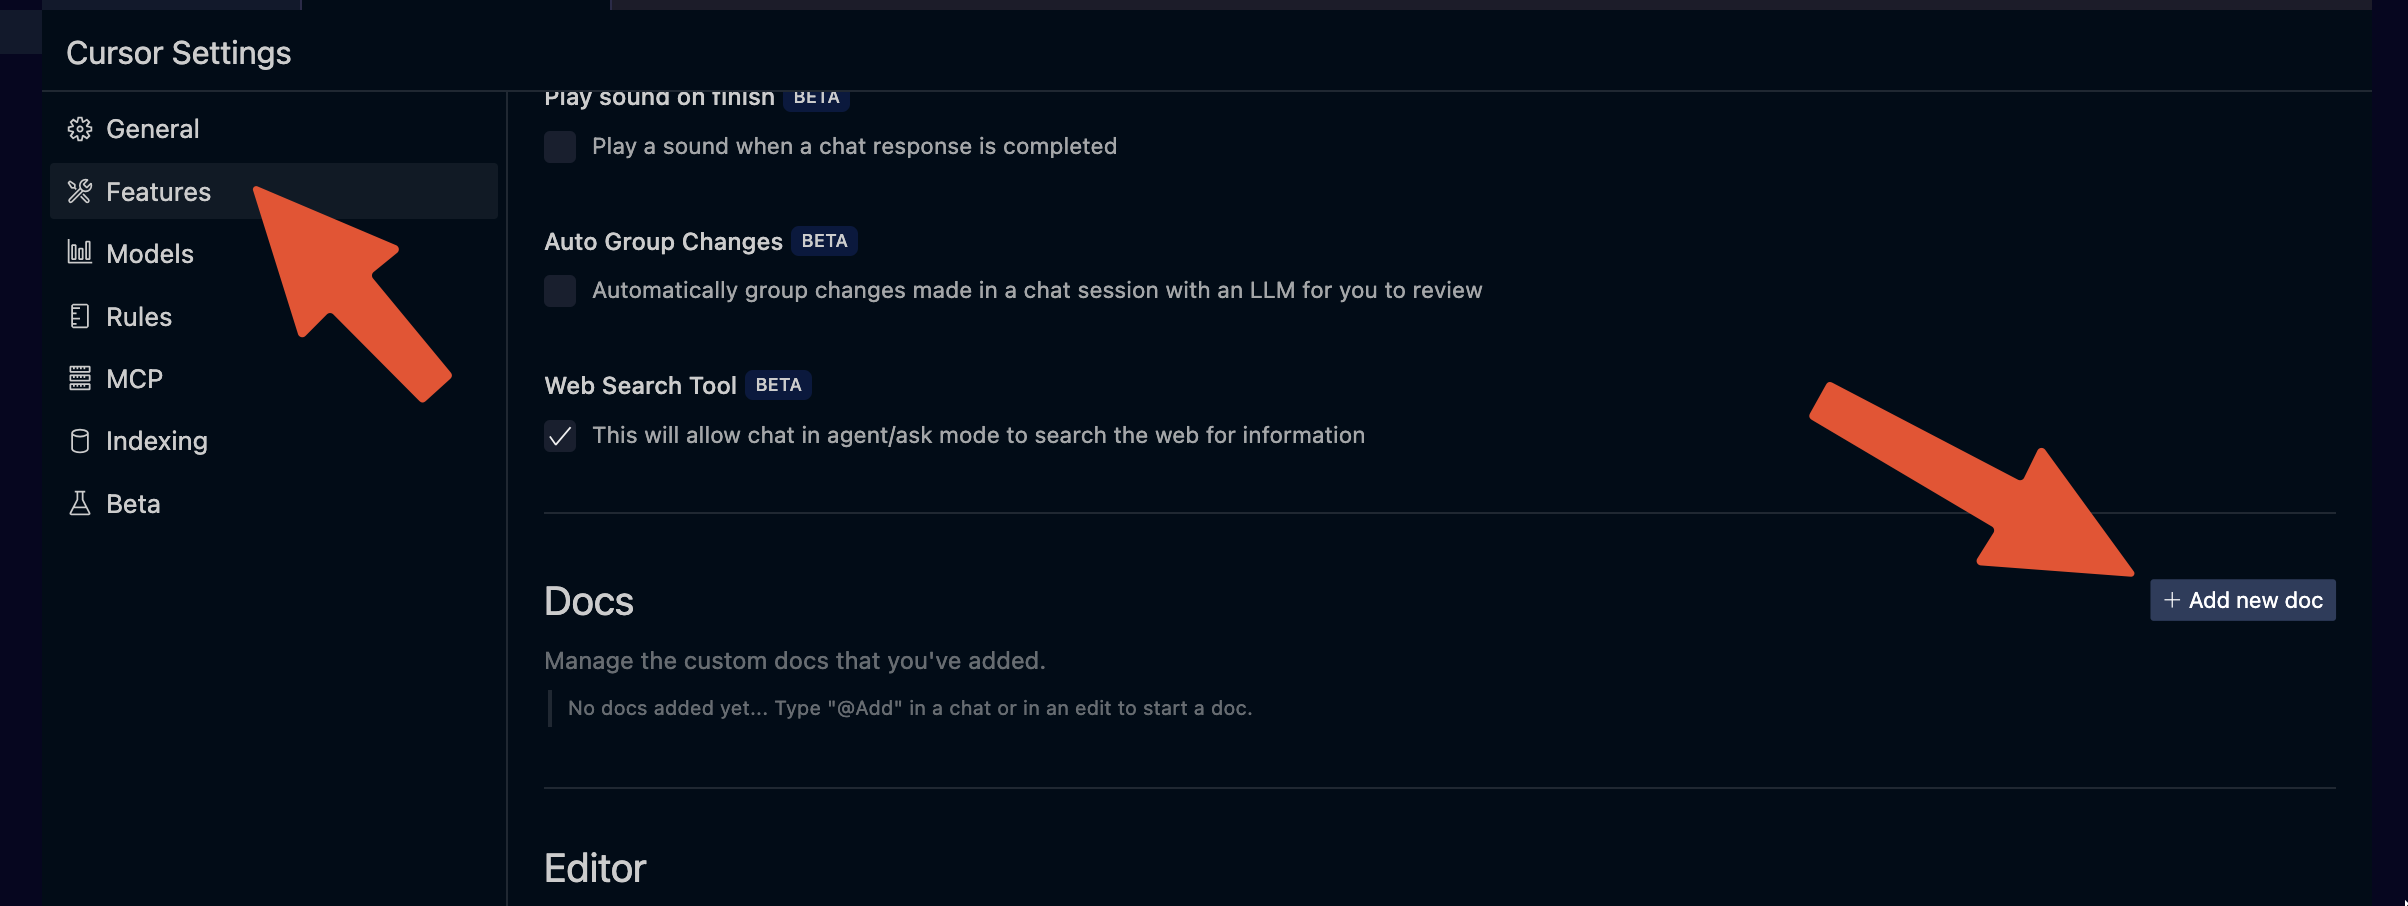 Cursor Settings
General
Features
Models
Rules
MCP
Indexing
Beta
Play sound on finish BETA
Play a sound when a chat response is completed
Auto Group Changes BETA
Automatically group changes made in a chat session with an LLM for you to review
Web Search Tool BETA
This will allow chat in agent/ask mode to search the web for information
Docs
+ Add new doc
Manage the custom docs that you've added.
No docs added yet... Type "@Add" in a chat or in an edit to start a doc.
Editor